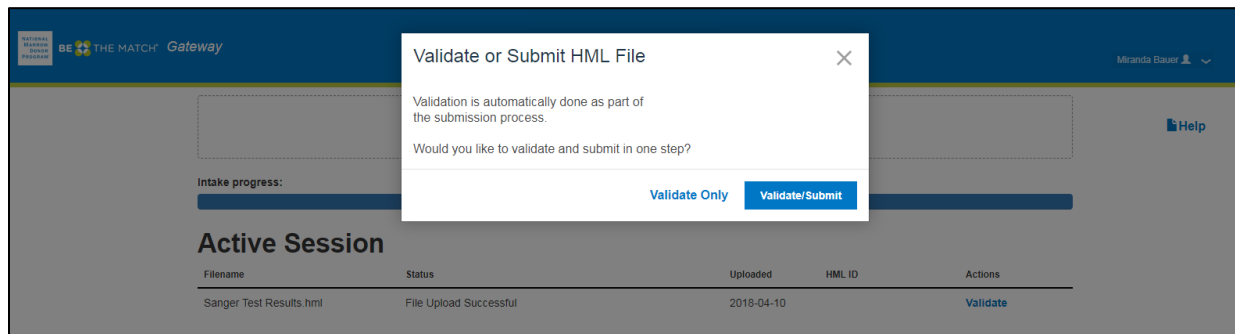 NATIONAL
MARROW
DONOR
PROGRAM
BE THE MATCH® Gateway
Miranda Bauer
Validate or Submit HML File
Validation is automatically done as part of
the submission process.
Would you like to validate and submit in one step?
Validate Only Validate/Submit
Help
Intake progress:
Active Session
Filename Status Uploaded HML ID Actions
Sanger Test Results.hml File Upload Successful 2018-04-10 Validate